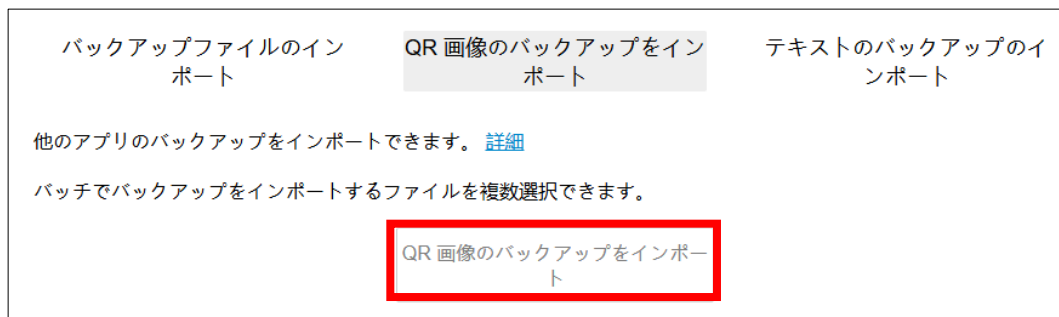 バックアップファイルのイン
ポート
QR 画像のバックアップをイン
ポート
テキストのバックアップのイ
ンポート
他のアプリのバックアップをインポートできます。 詳細
バッチでバックアップをインポートするファイルを複数選択できます。
QR 画像のバックアップをインポー
ト